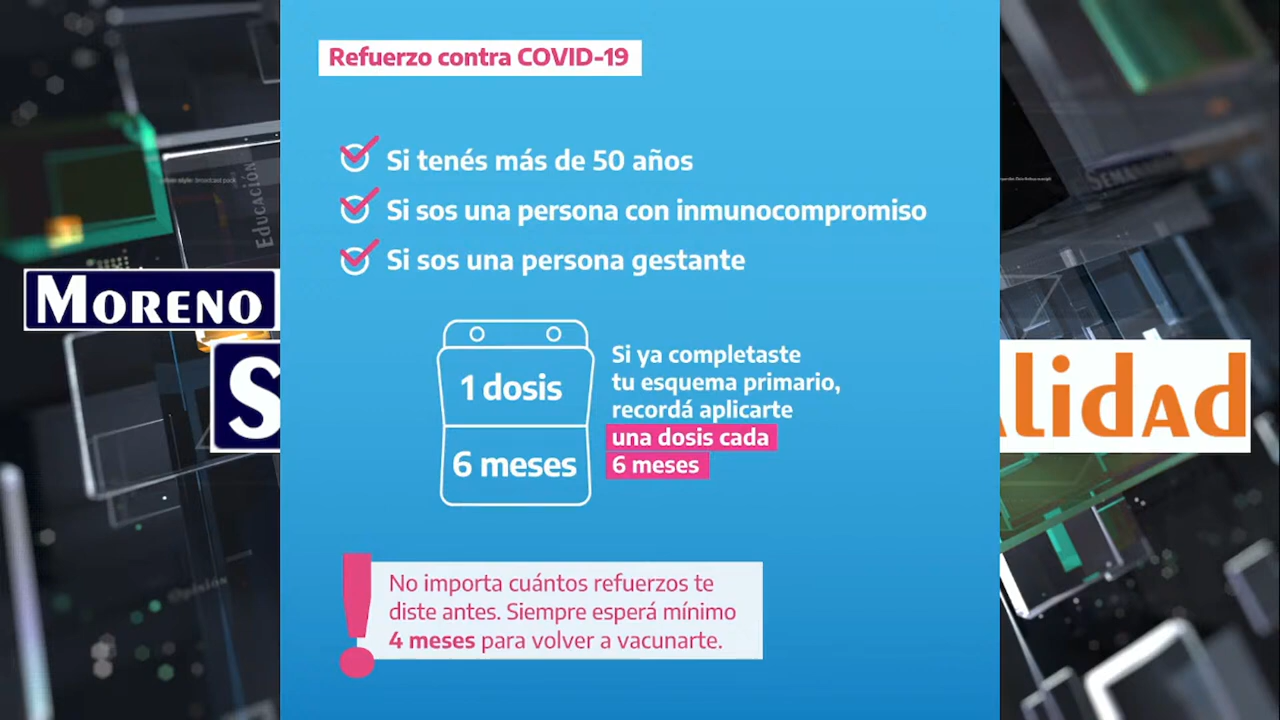 Refuerzo contra COVID-19
Si tenés más de 50 años
Si sos una persona con inmunocompromiso
Si sos una persona gestante
1 dosis
6 meses
Si ya completaste
tu esquema primario,
recordá aplicarte
una dosis cada
6 meses
No importa cuántos refuerzos te
diste antes. Siempre esperá mínimo
4 meses para volver a vacunarte.
Educación
Moreno
S
alidad